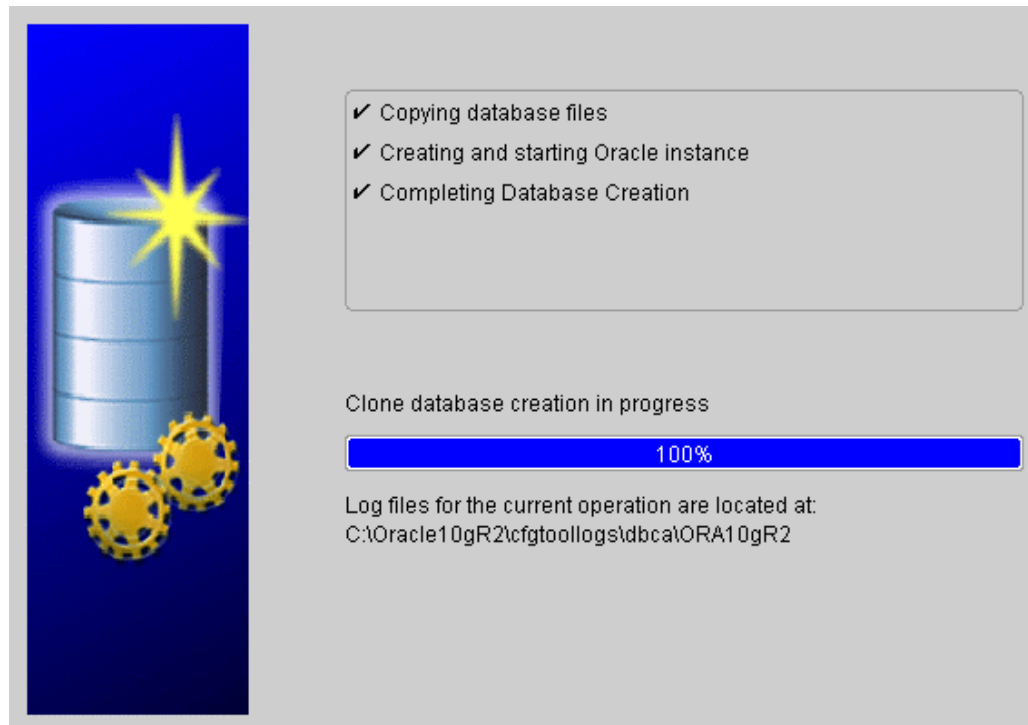 ✔ Copying database files
✔ Creating and starting Oracle instance
✔ Completing Database Creation
Clone database creation in progress
100%
Log files for the current operation are located at:
C:\Oracle10gR2\cfgtoollogs\dbca\ORA10gR2